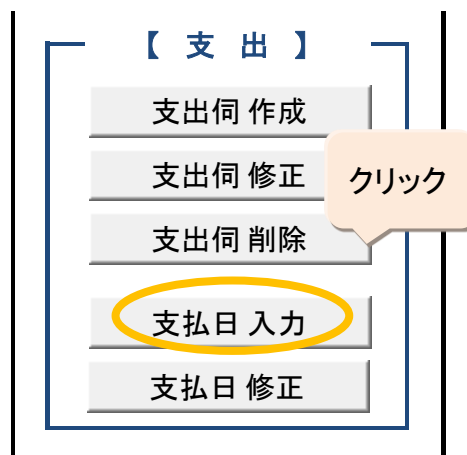 【 支 出 】
支出伺 作成
支出伺 修正
クリック
支出伺 削除
支払日 入力
支払日 修正